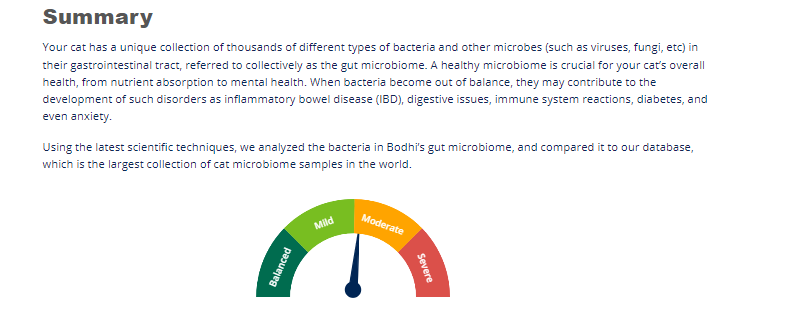 Summary
Your cat has a unique collection of thousands of different types of bacteria and other microbes (such as viruses, fungi, etc) in
their gastrointestinal tract, referred to collectively as the gut microbiome. A healthy microbiome is crucial for your cat's overall
health, from nutrient absorption to mental health. When bacteria become out of balance, they may contribute to the
development of such disorders as inflammatory bowel disease (IBD), digestive issues, immune system reactions, diabetes, and
even anxiety.
Using the latest scientific techniques, we analyzed the bacteria in Bodhi's gut microbiome, and compared it to our database,
which is the largest collection of cat microbiome samples in the world.
Balanced
Mild
Moderate
Severe